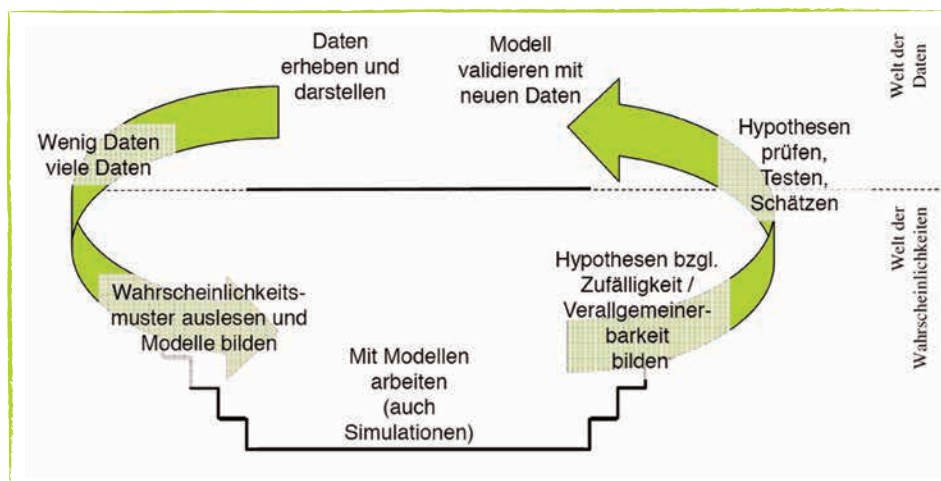 Daten
erheben und
darstellen
Modell
validieren mit
neuen Daten
Welt der
Daten
Wenig Daten
viele Daten
Hypothesen
prüfen,
Testen,
Schätzen
Wahrscheinlichkeits-
muster auslesen und
Modelle bilden
Hypothesen bzgl.
Zufälligkeit /
Verallgemeiner-
barkeit
bilden
Welt der
Wahrscheinlichkeiten
Mit Modellen
arbeiten
(auch
Simulationen)